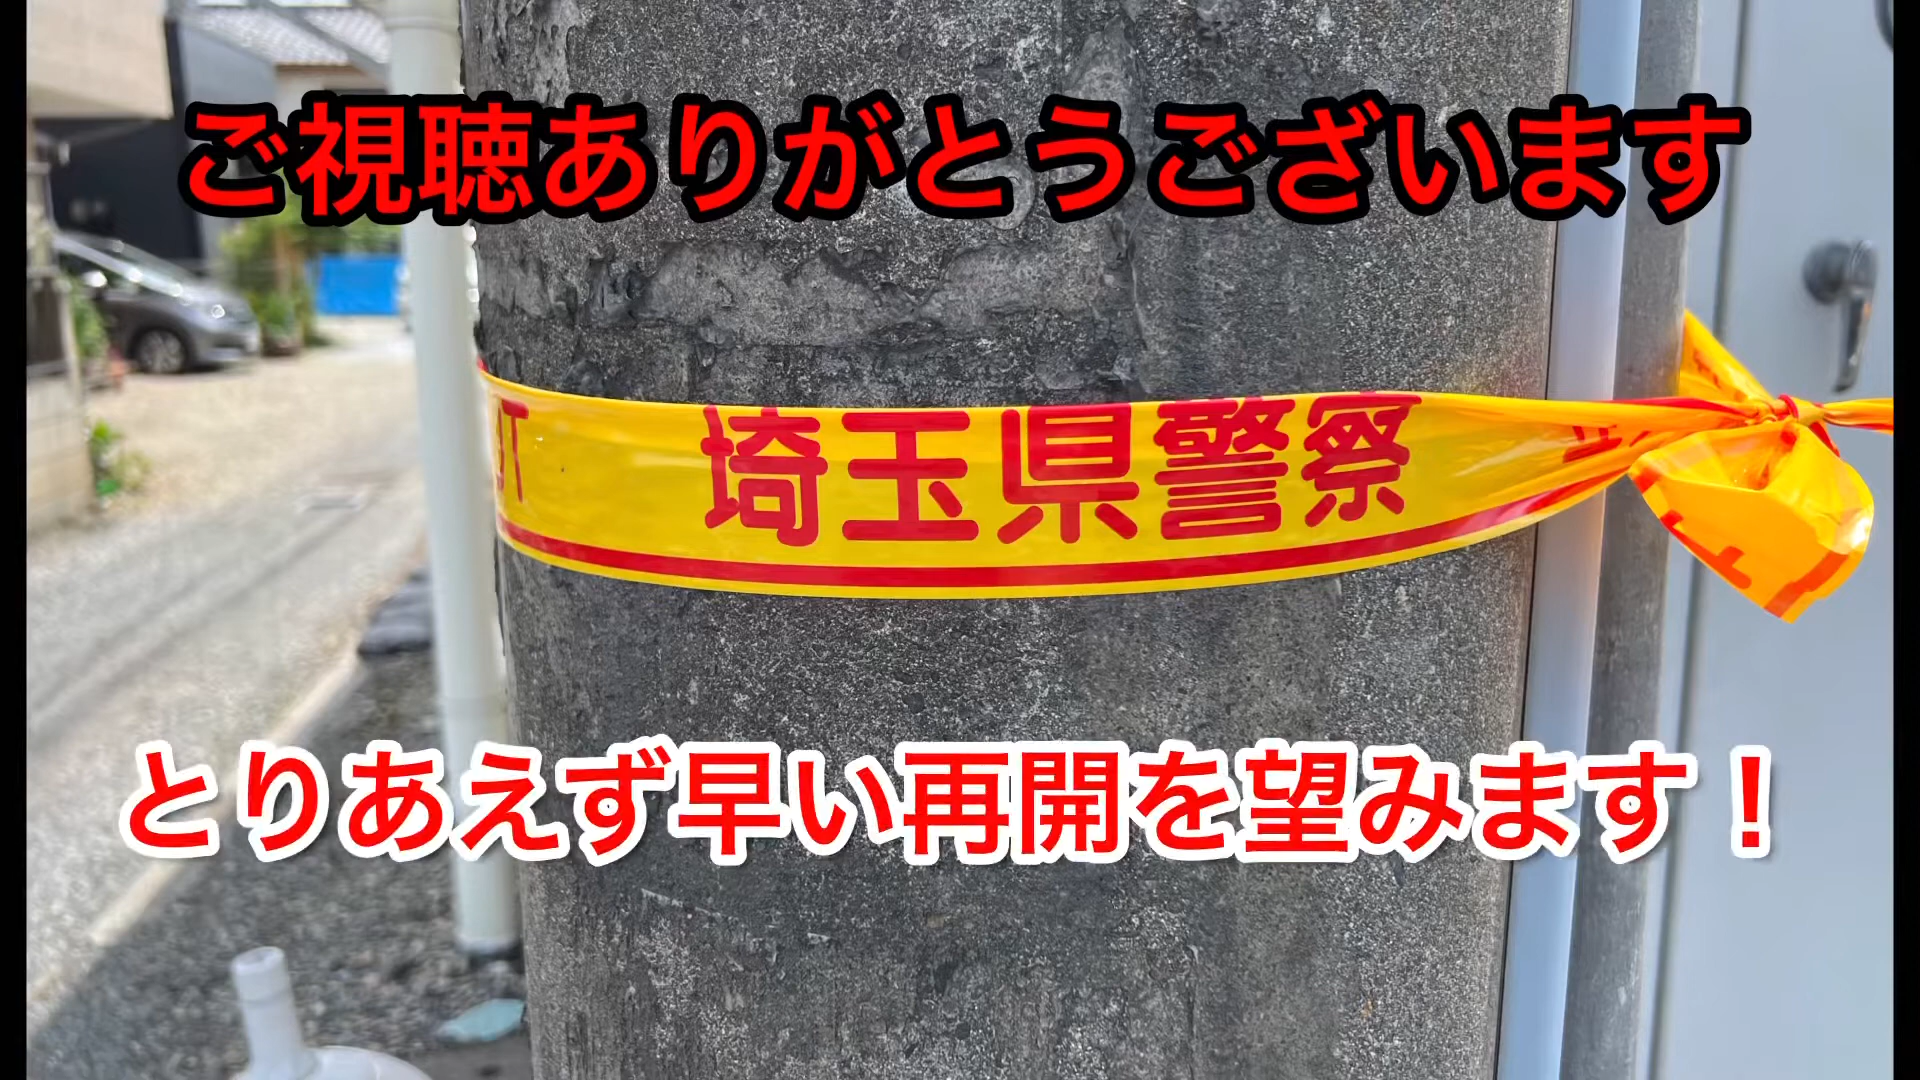 ご視聴ありがとうございます
埼玉県警察
とりあえず早い再開を望みます！